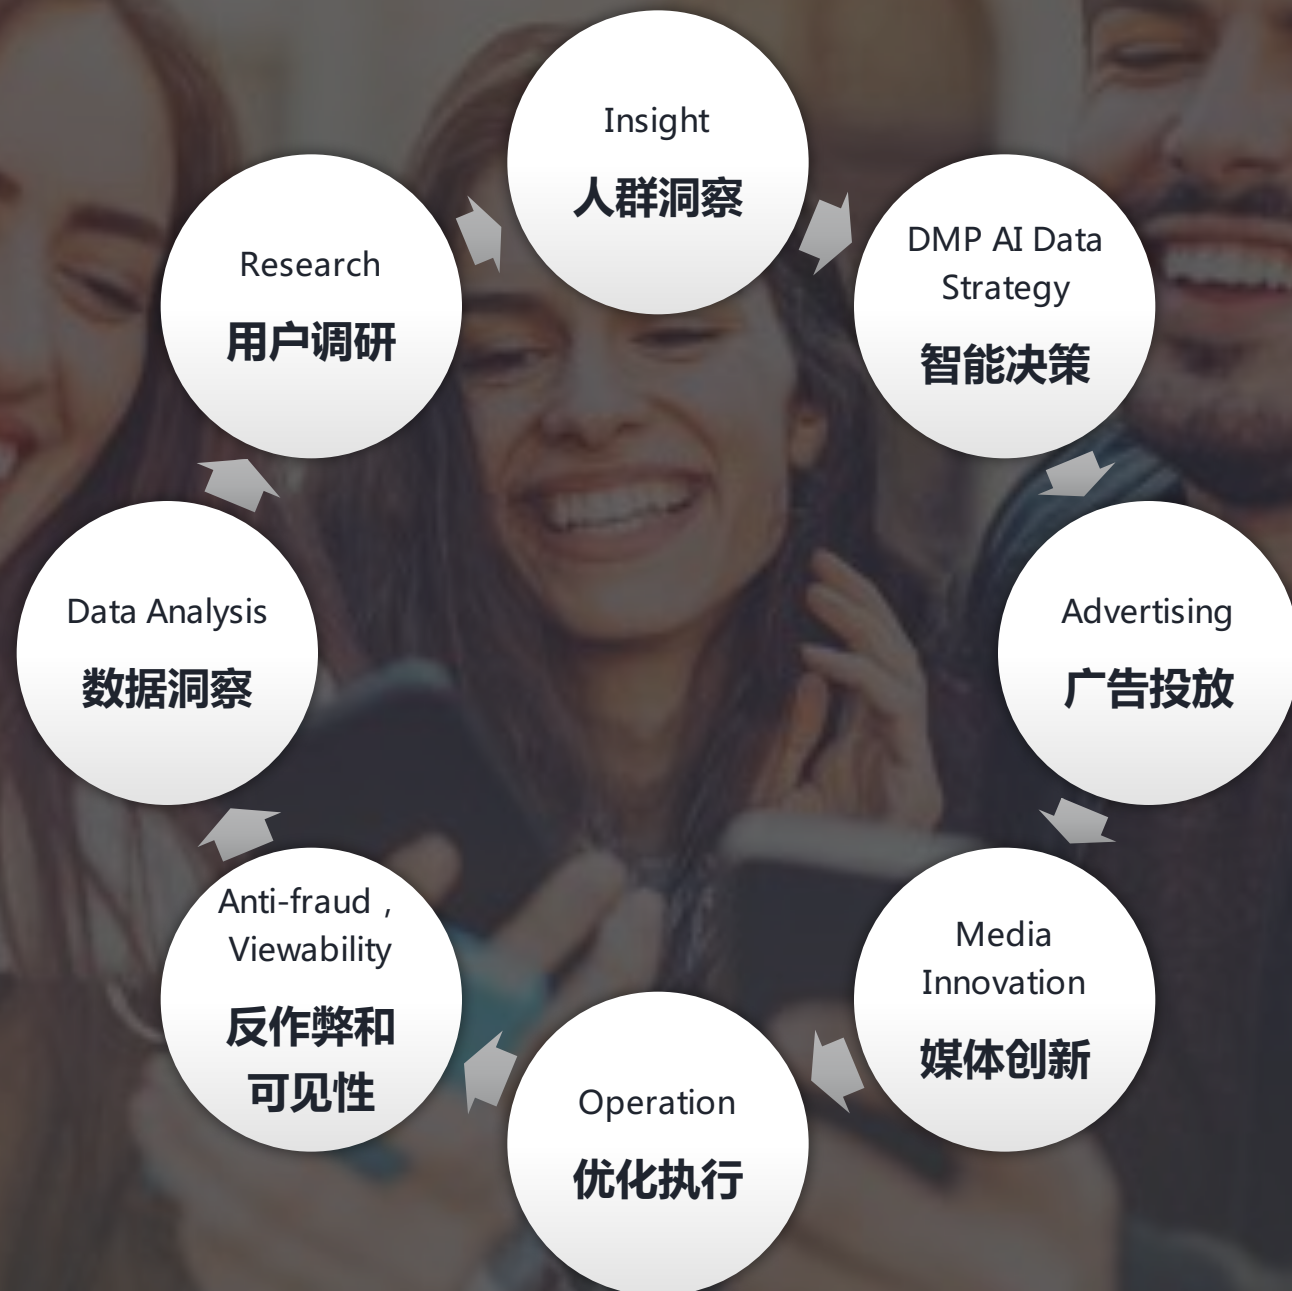 Insight
人群洞察
DMP AI Data
Strategy
智能决策
Advertising
广告投放
Media
Innovation
媒体创新
Operation
优化执行
Anti-fraud，
Viewability
反作弊和
可见性
Data Analysis
数据洞察
Research
用户调研